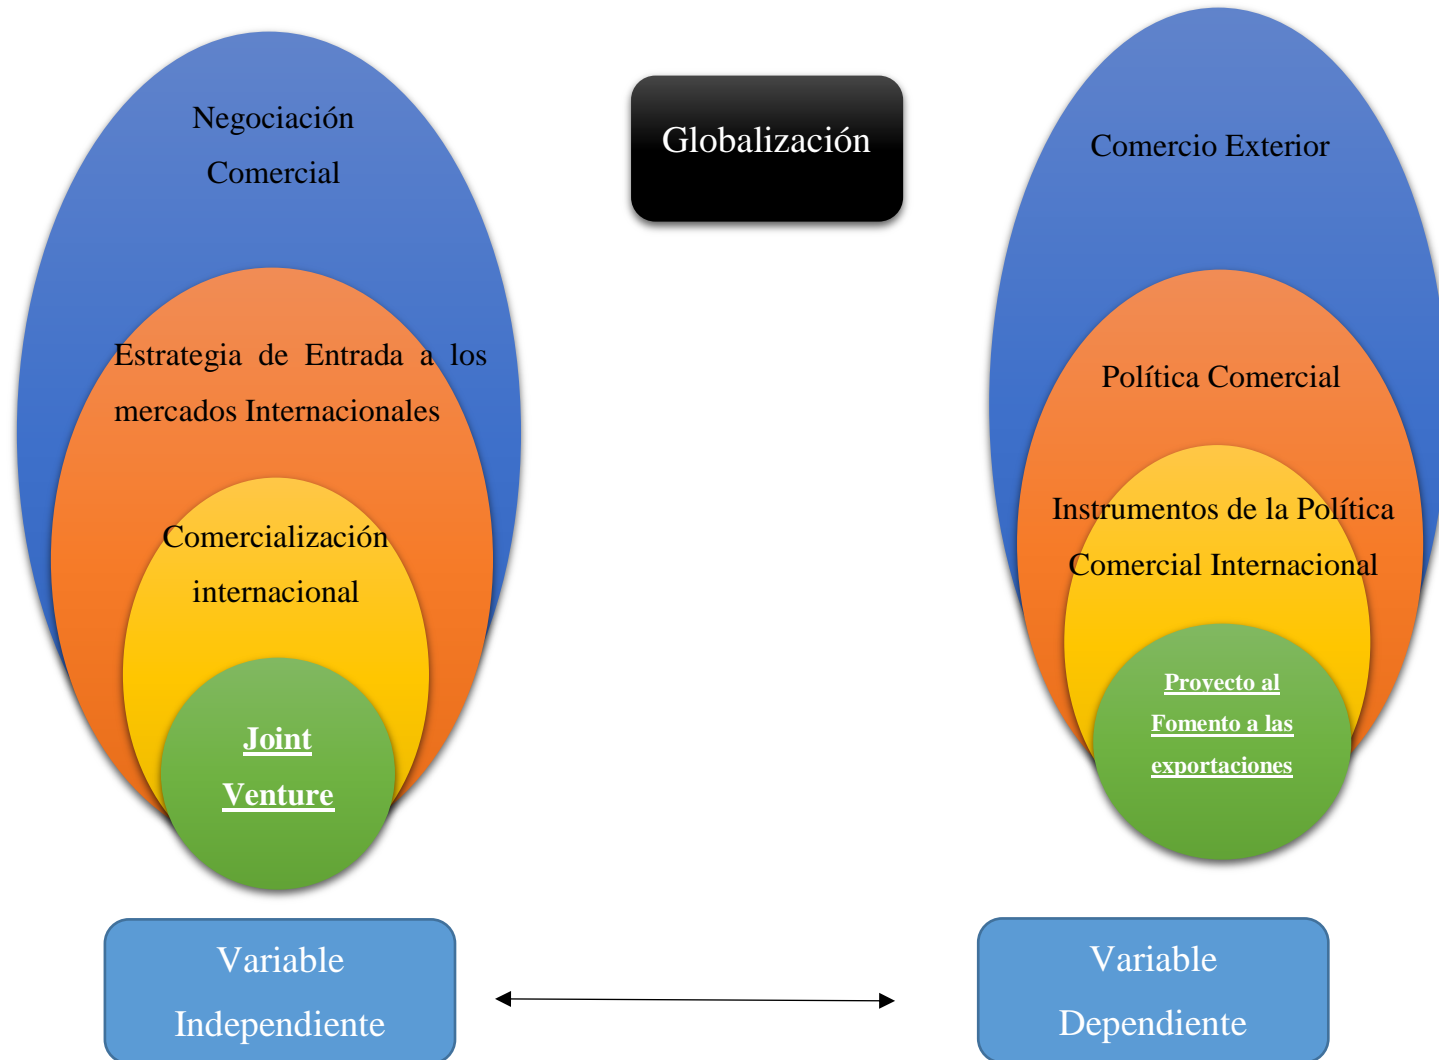 Negociación
Comercial
Estrategia de Entrada a los
mercados Internacionales
Comercialización
internacional
Joint
Venture
Variable
Independiente
Globalización
Comercio Exterior
Política Comercial
Instrumentos de la Política
Comercial Internacional
Proyecto al
Fomento a las
exportaciones
Variable
Dependiente